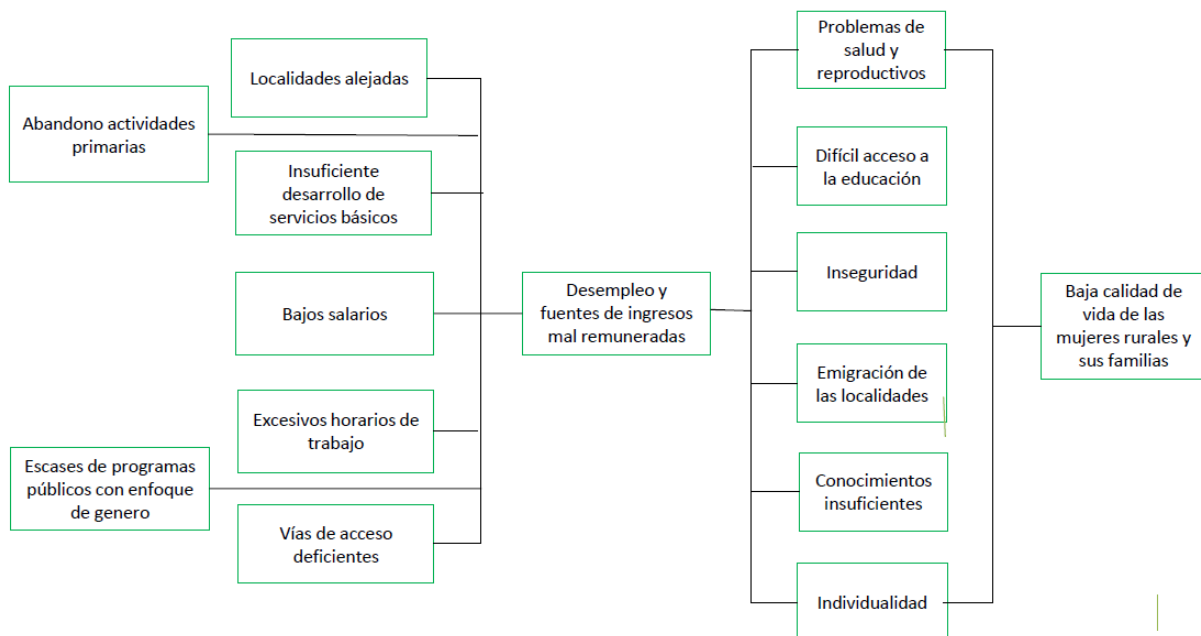 Abandono actividades
primarias
Escases de programas
públicos con enfoque
de genero
Localidades alejadas
Insuficiente
desarrollo de
servicios básicos
Bajos salarios
Excesivos horarios de
trabajo
Vías de acceso
deficientes
Desempleo y
fuentes de ingresos
mal remuneradas
Problemas de
salud y
reproductivos
Difícil acceso a
la educación
Inseguridad
Emigración de
las localidades
Conocimientos
insuficientes
Individualidad
Baja calidad de
vida de las
mujeres rurales y
sus familias